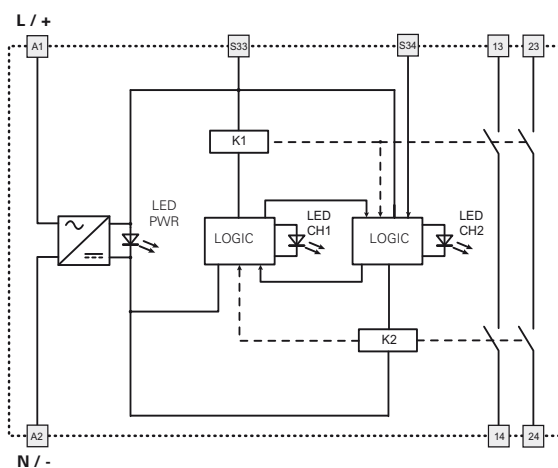 L / +
A1
S33
S34
13
23
K1
LED
PWR
LOGIC
LED
CH1
LOGIC
LED
CH2
K2
A2
14
24
N / -